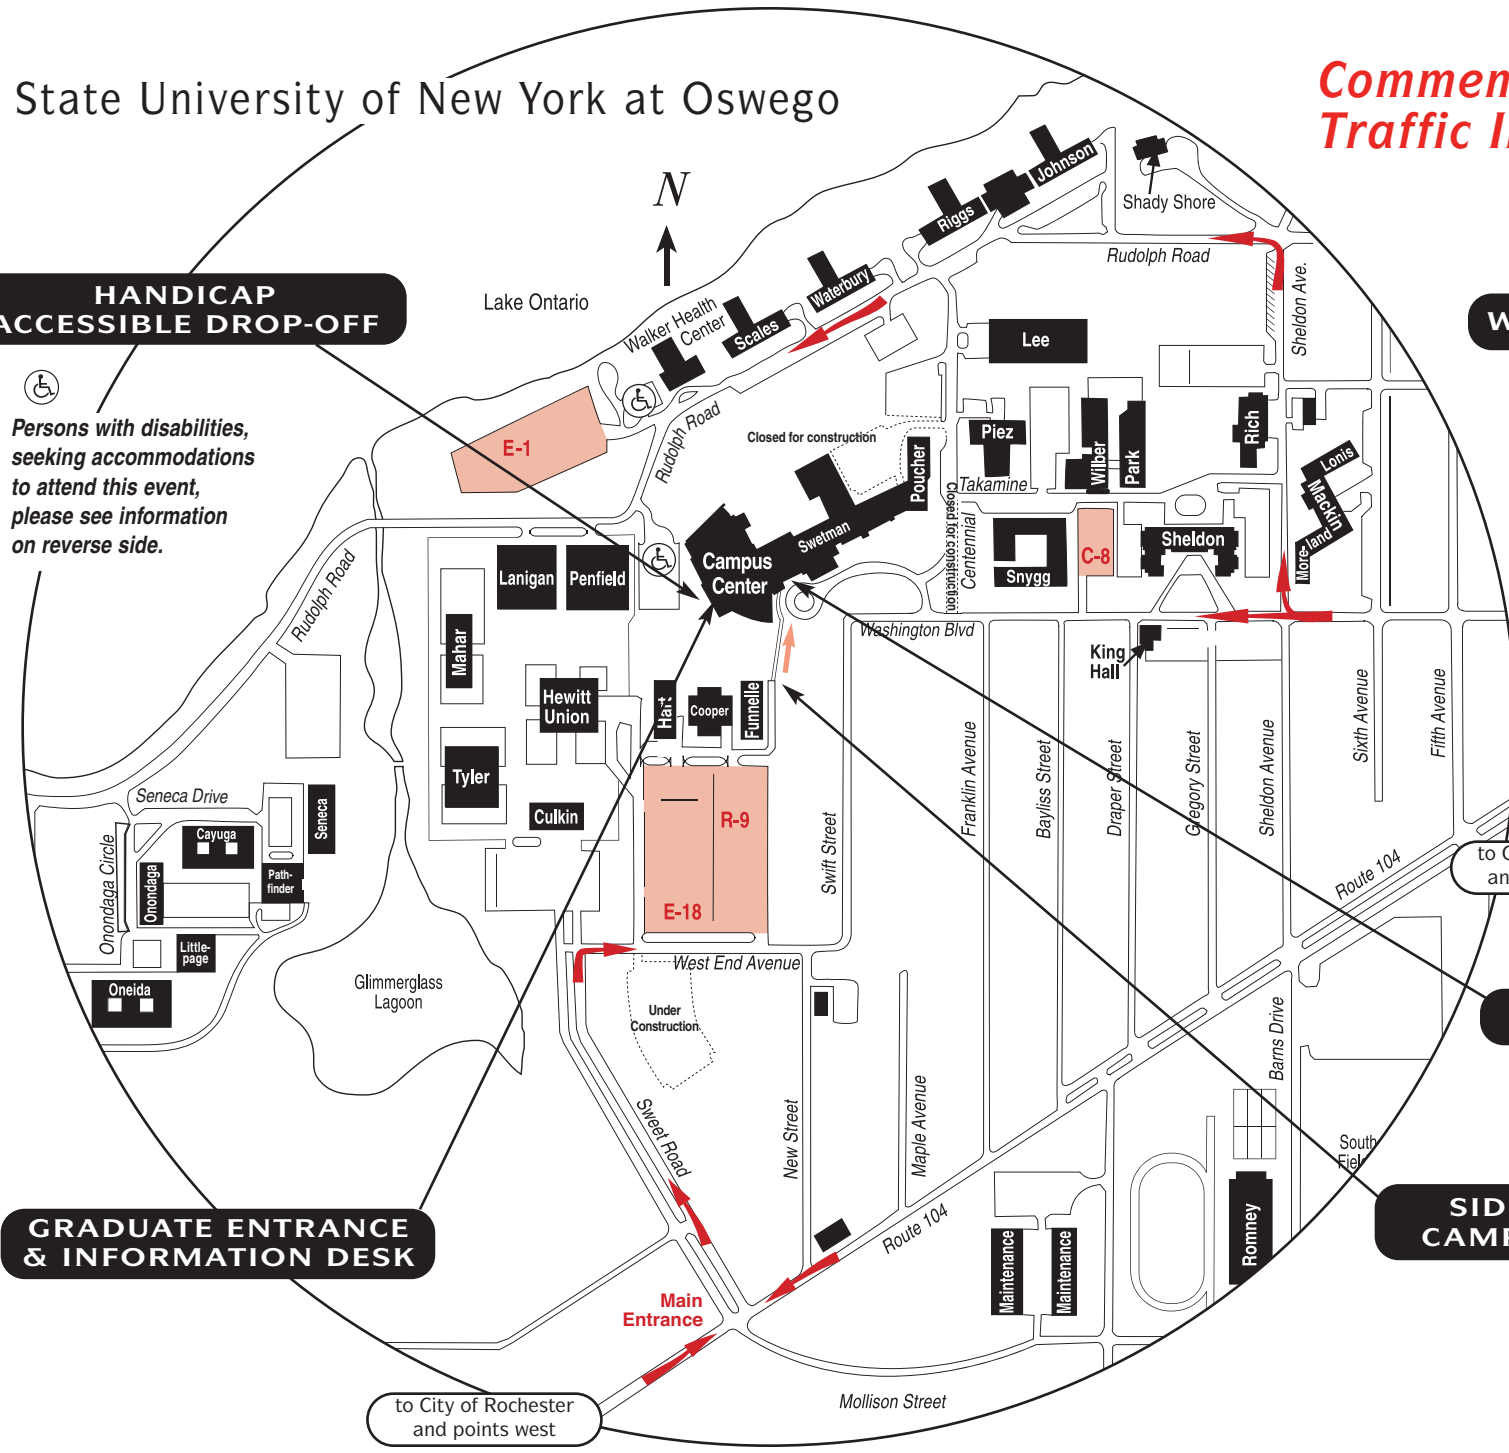 State University of New York at Oswego
Commen
Traffic I
N
HANDICAP
ACCESSIBLE DROP-OFF
Persons with disabilities,
seeking accommodations
to attend this event,
please see information
on reverse side.
Lake Ontario
Walker Health
Center
Scales
Waterbury
Riggs
Johnson
Shady Shore
Rudolph Road
Sheldon Ave.
W
E-1
Rudolph Road
Closed for construction
Poucher
Lee
Piez
Wilber
Park
Rich
Lonis
Mackin
More-land
Takamine
Closed for construction
Centennial
Swetman
Campus
Center
Snygg
C-8
Sheldon
Lanigan
Penfield
Rudolph Road
Mahar
Washington Blvd
King
Hall
Hewitt
Union
Hart
Cooper
Funnelle
Tyler
Culkin
Seneca Drive
Seneca
Cayuga
Onondaga Circle
Onondaga
Path-
finder
Little-
page
Oneida
R-9
E-18
Swift Street
Franklin Avenue
Bayliss Street
Draper Street
Gregory Street
Sheldon Avenue
Sixth Avenue
Fifth Avenue
Route 104
to C
an
West End Avenue
Glimmerglass
Lagoon
Under
Construction
Sweet Road
New Street
Maple Avenue
Barns Drive
South
Fiel
Route 104
GRADUATE ENTRANCE
& INFORMATION DESK
SID
CAMP
Romney
Maintenance
Maintenance
Main
Entrance
Mollison Street
to City of Rochester
and points west